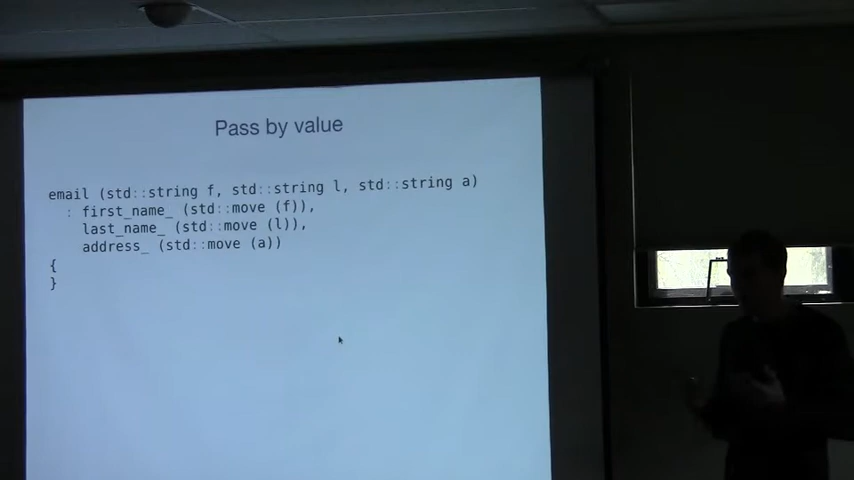 Pass by value
email (std::string f, std::string l, std::string a)
: first_name_ (std::move (f)),
last_name_ (std::move (l)),
address_ (std::move (a))
{
}